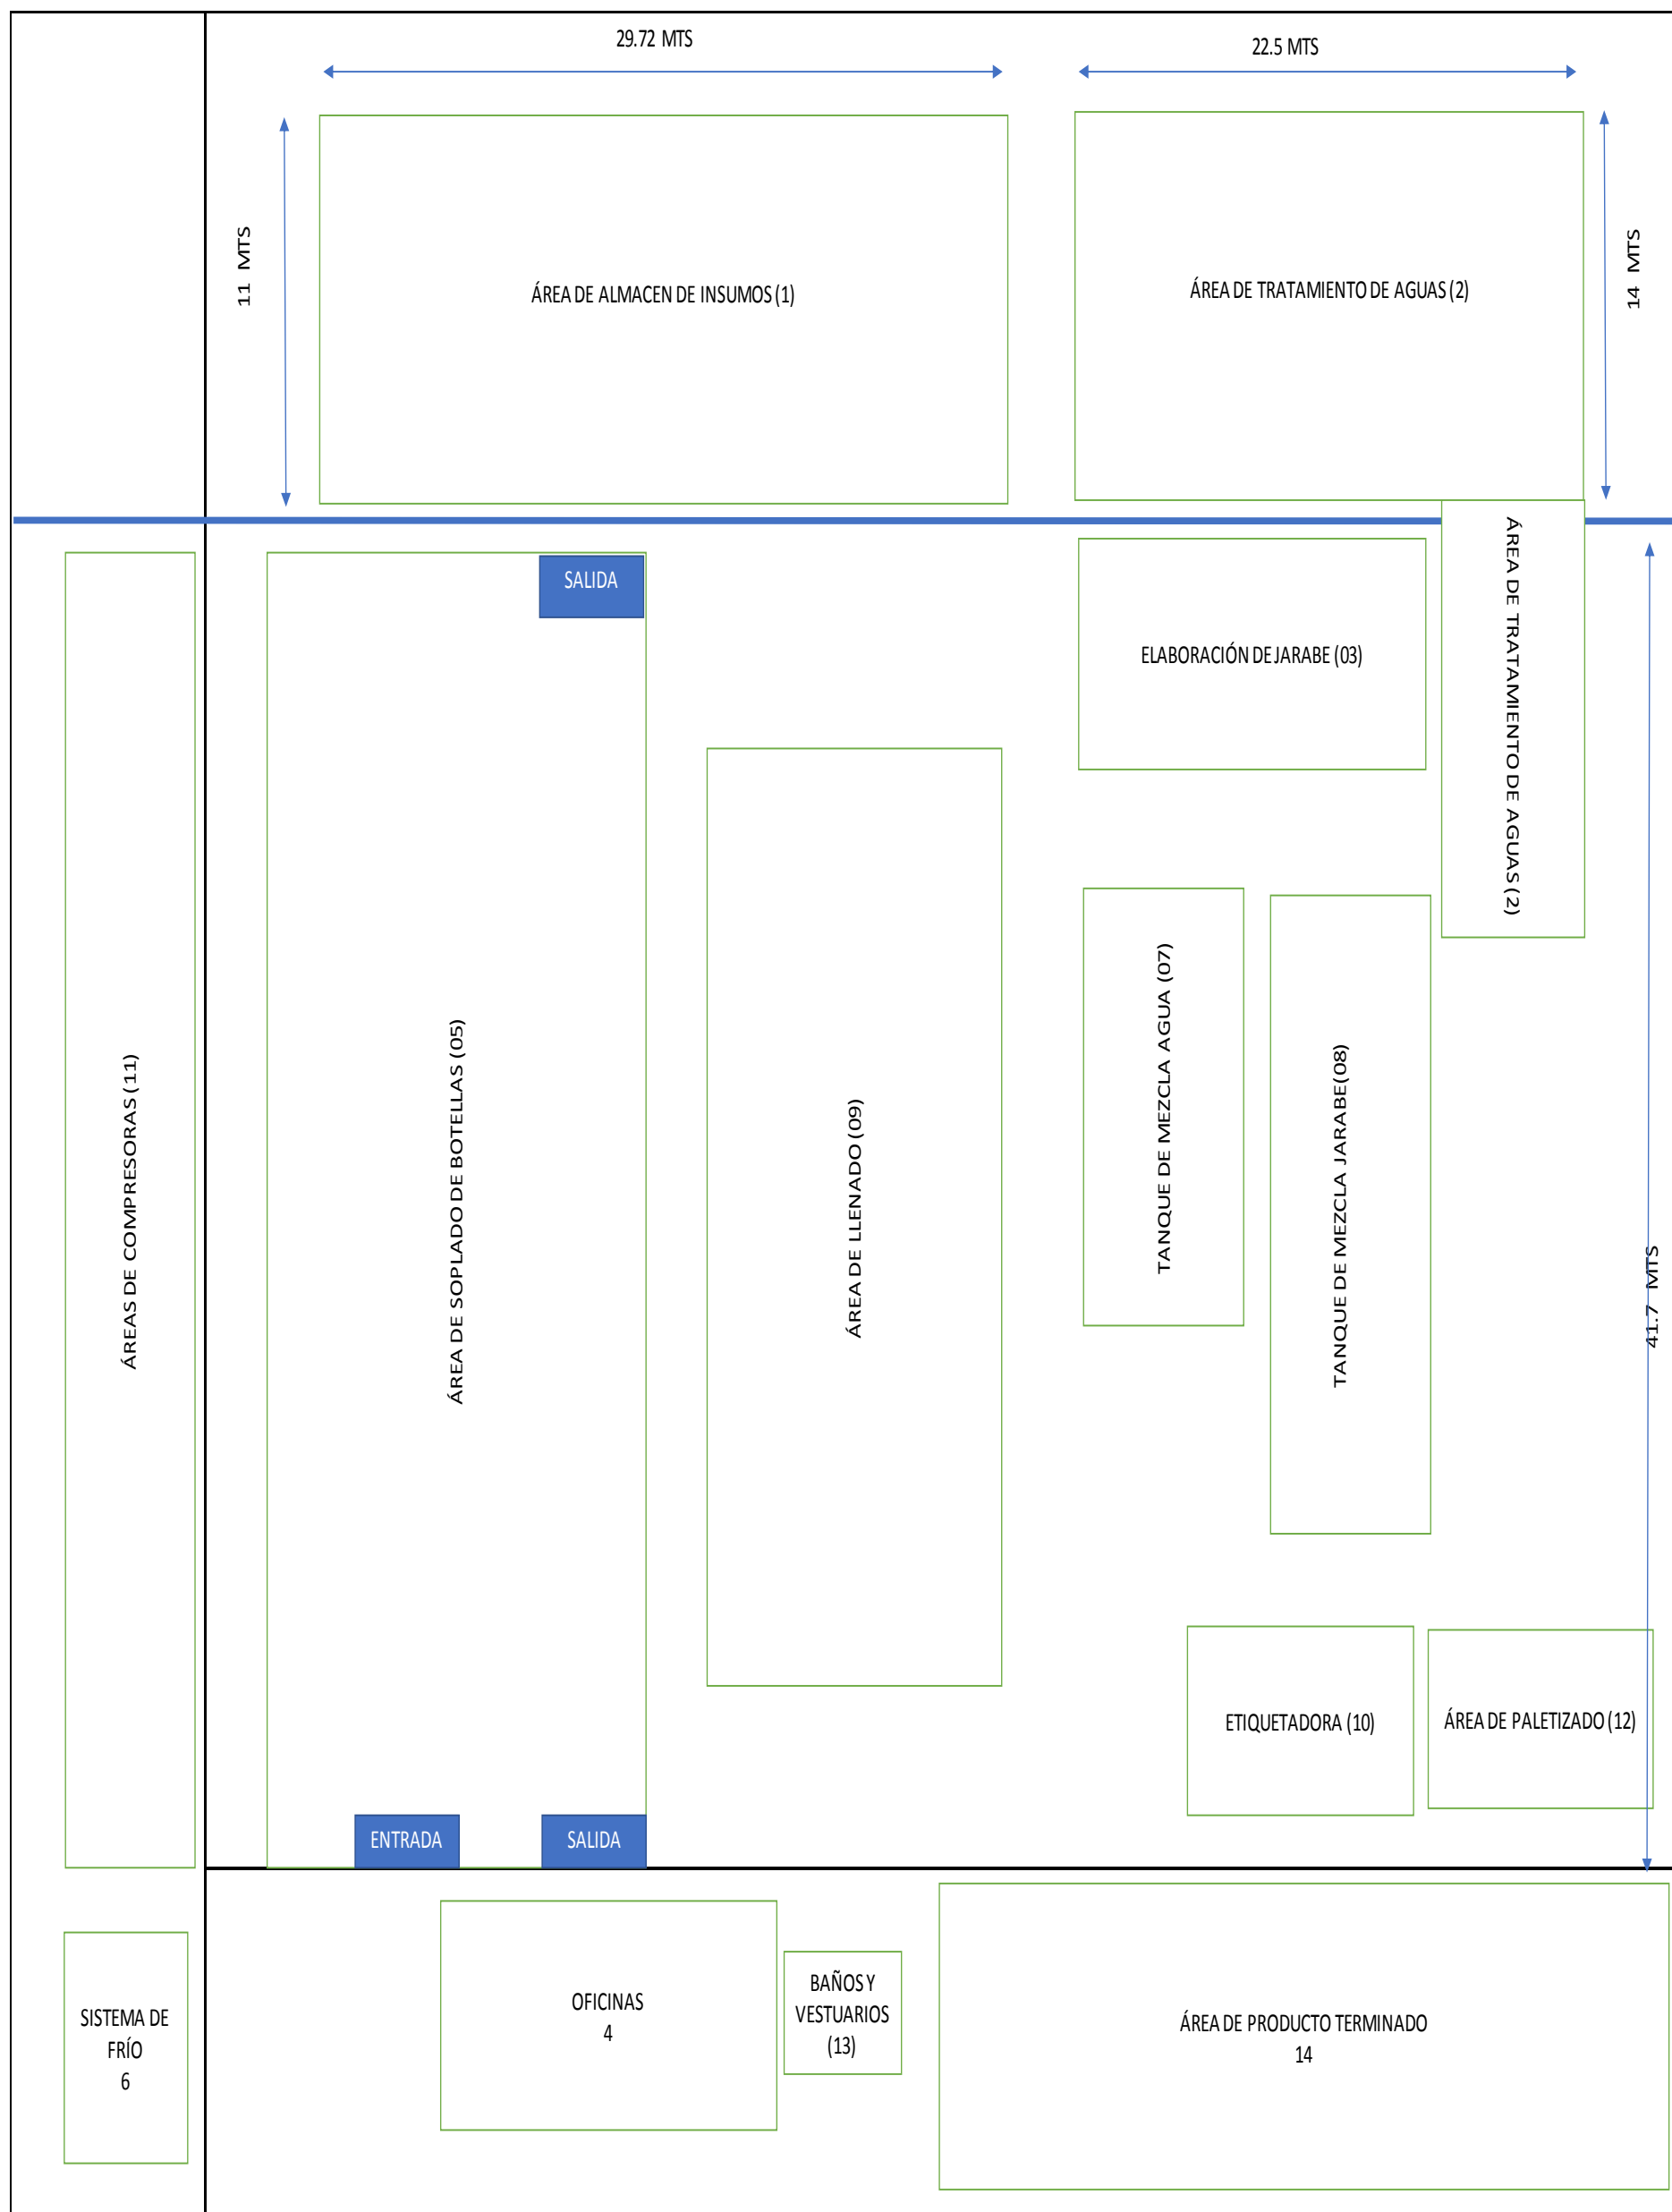 29.72 MTS
22.5 MTS
11 MTS
ÁREA DE ALMACEN DE INSUMOS (1)
ÁREA DE TRATAMIENTO DE AGUAS (2)
14 MTS
SALIDA
ELABORACIÓN DE JARABE (03)
ÁREA DE TRATAMIENTO DE AGUAS (2)
ÁREAS DE COMPRESORAS (11)
ÁREA DE SOPLADO DE BOTELLAS (05)
ÁREA DE LLENADO (09)
TANQUE DE MEZCLA AGUA (07)
TANQUE DE MEZCLA JARABE(08)
41.7 MTS
ETIQUETADORA (10)
ÁREA DE PALETIZADO (12)
ENTRADA
SALIDA
SISTEMA DE
FRÍO
6
OFICINAS
4
BAÑOS Y
VESTUARIOS
(13)
ÁREA DE PRODUCTO TERMINADO
14